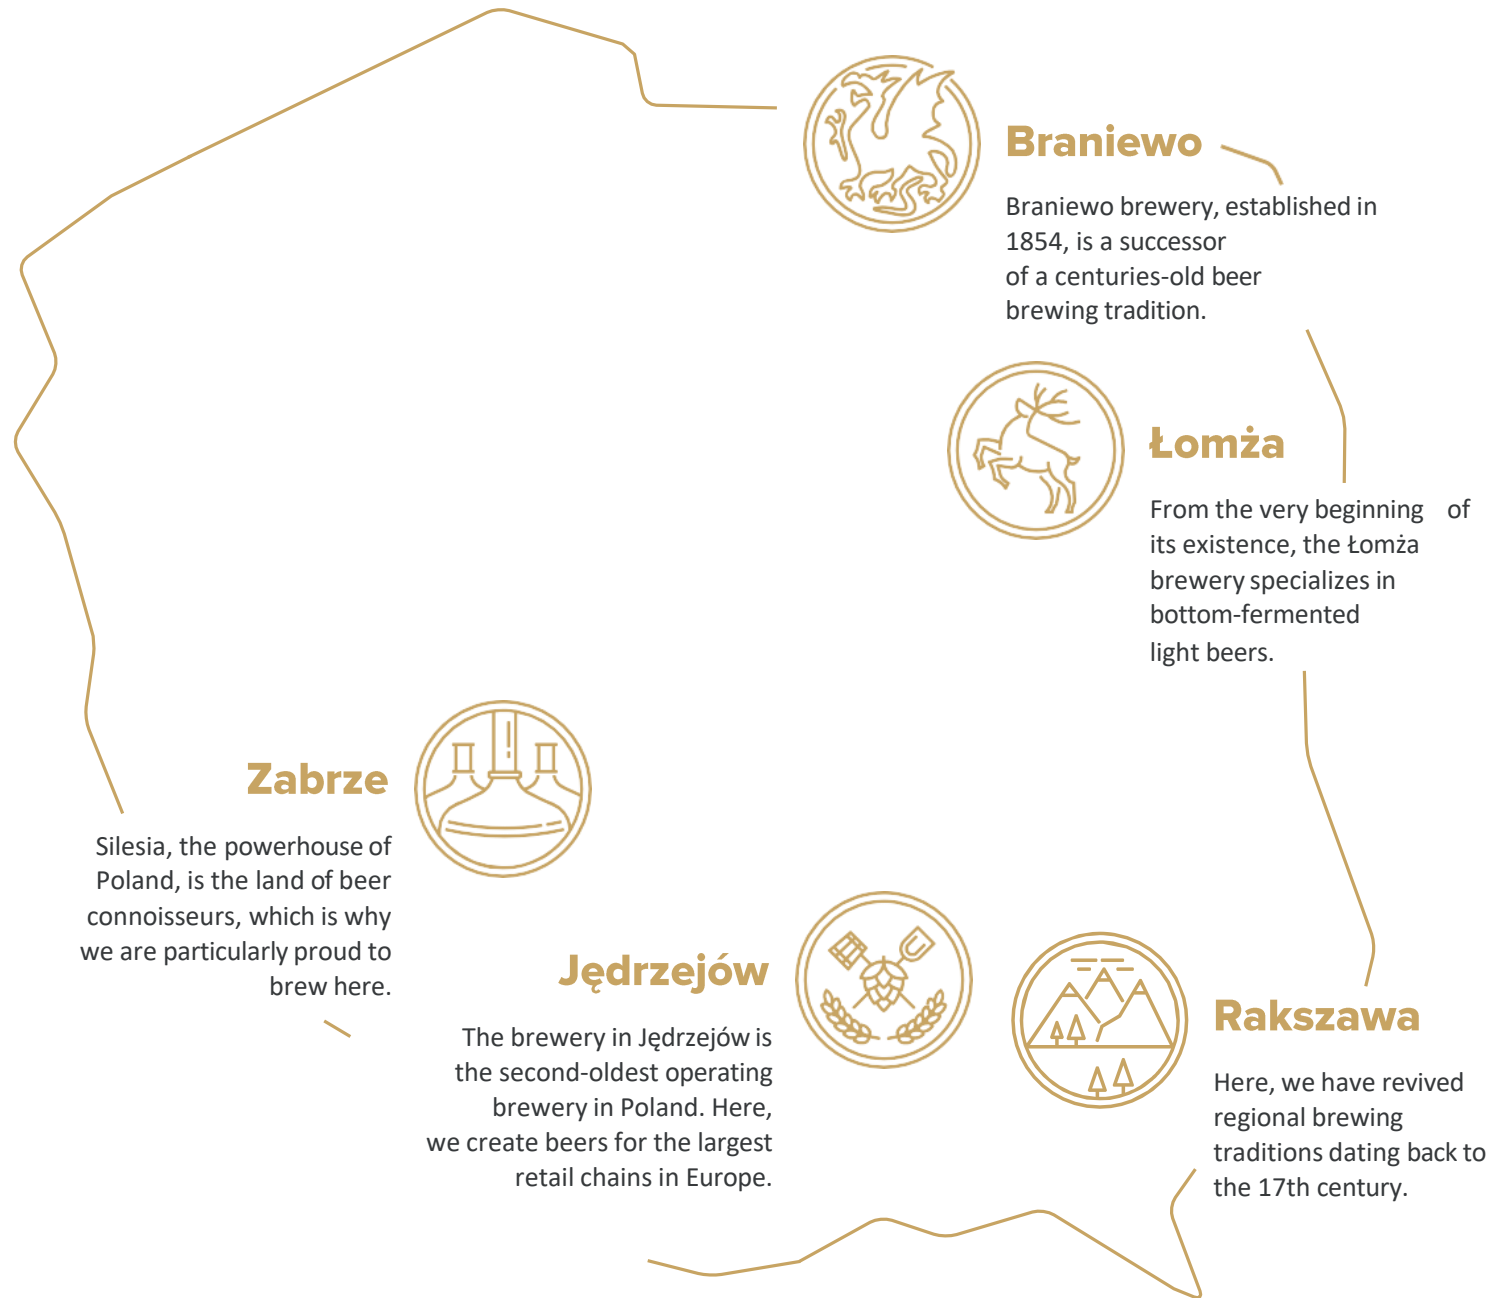 Braniewo
Braniewo brewery, established in
1854, is a successor
of a centuries-old beer
brewing tradition.
Łomża
From the very beginning of
its existence, the Łomża
brewery specializes in
bottom-fermented
light beers.
Zabrze
Silesia, the powerhouse of
Poland, is the land of beer
connoisseurs, which is why
we are particularly proud to
brew here.
Jędrzejów
The brewery in Jędrzejów is
the second-oldest operating
brewery in Poland. Here,
we create beers for the largest
retail chains in Europe.
Rakszawa
Here, we have revived
regional brewing
traditions dating back to
the 17th century.